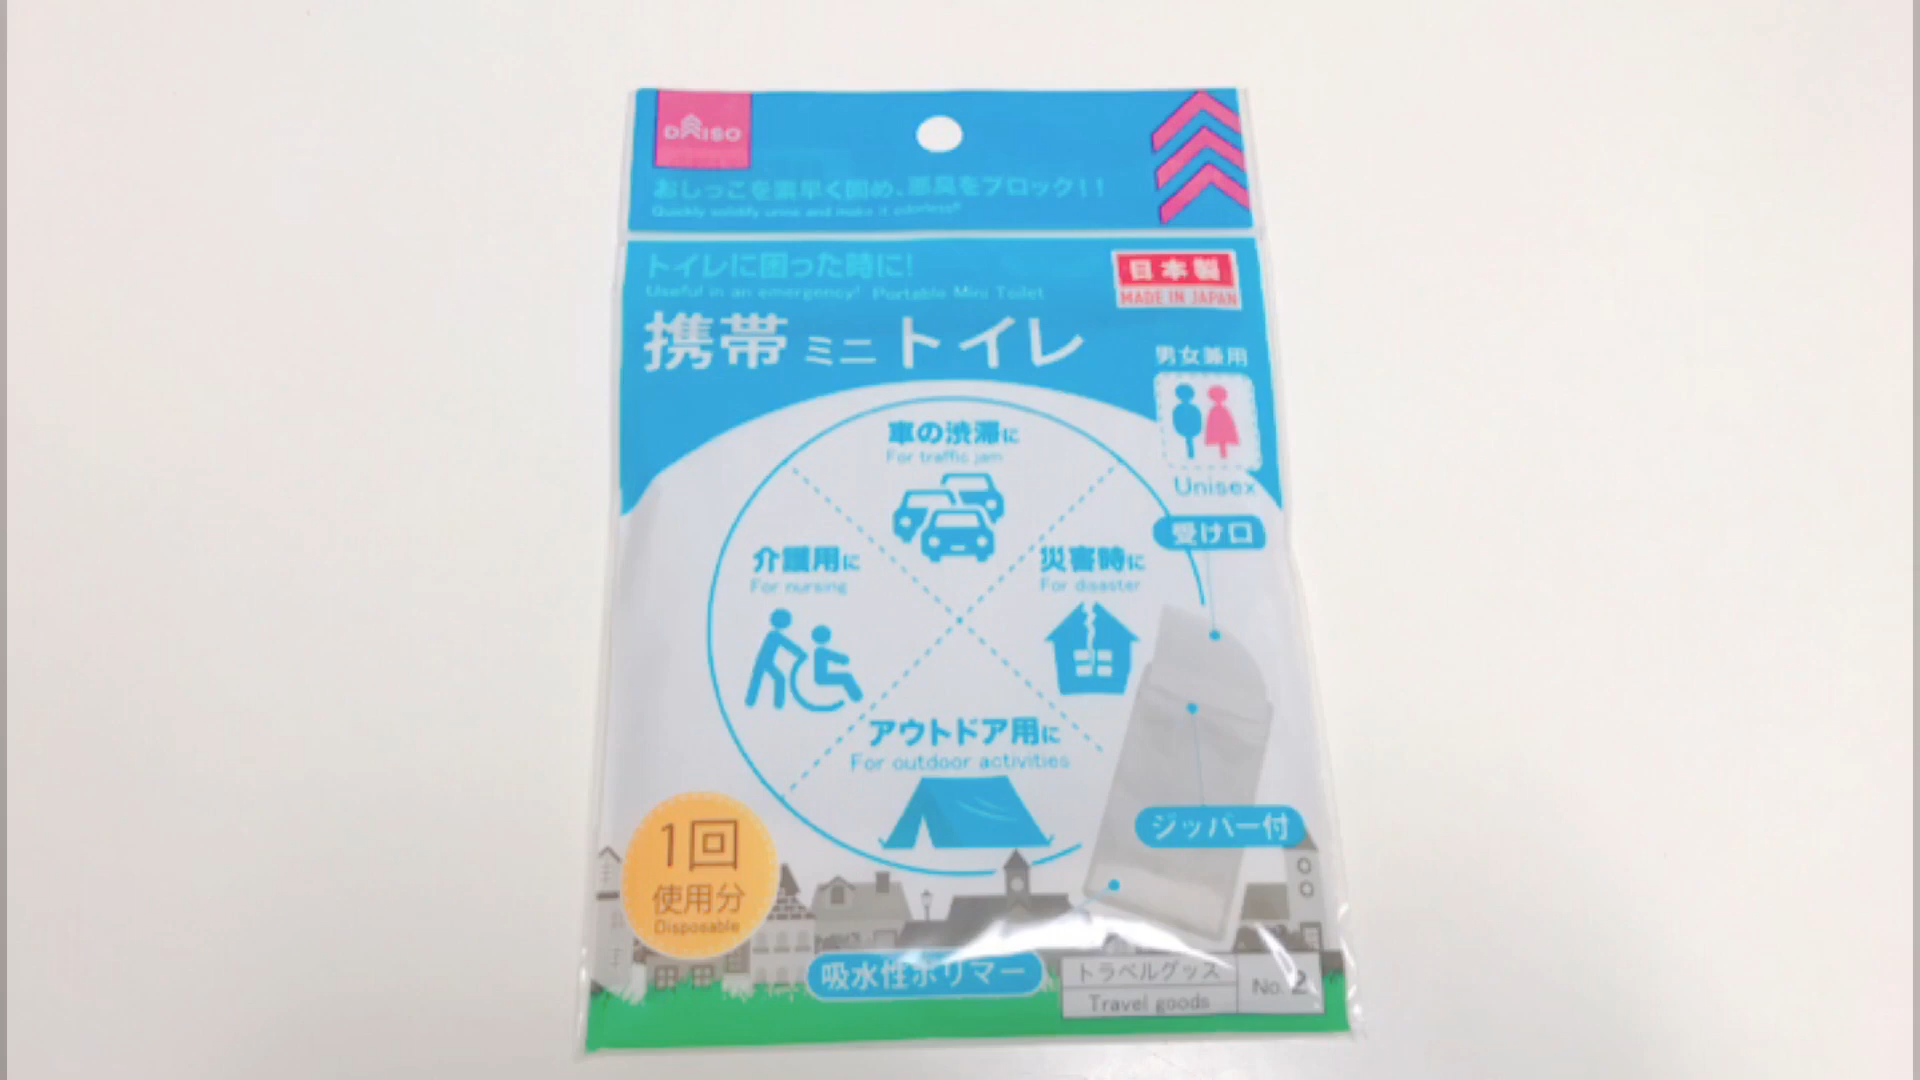 DAISO
おしっこを素早く固め、悪臭をブロック!!
Quickly solidify urine and make it odorless!!
トイレに困った時に!
Useful in an emergency! Portable Mini Toilet
日本製
MADE IN JAPAN
携帯ミニトイレ
男女兼用
Unisex
車の渋滞に
For traffic jam
受け口
介護用に
For nursing
災害時に
For disaster
アウトドア用に
For outdoor activities
ジッパー付
1回
使用分
Disposable
吸水性ポリマー
トラベルグッズ
Travel goods
No. 2